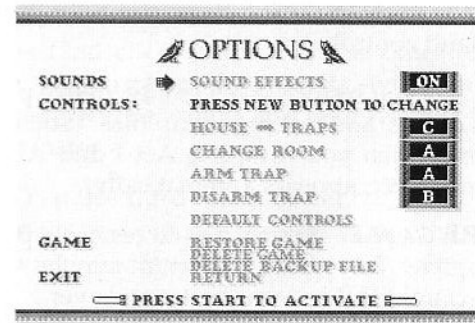 OPTIONS
SOUNDS SOUND EFFECTS ON
CONTROLS: PRESS NEW BUTTON TO CHANGE
HOUSE ⇔ TRAPS C
CHANGE ROOM A
ARM TRAP A
DISARM TRAP B
DEFAULT CONTROLS
GAME RESTORE GAME
DELETE GAME
DELETE BACKUP FILE
EXIT RETURN
PRESS START TO ACTIVATE